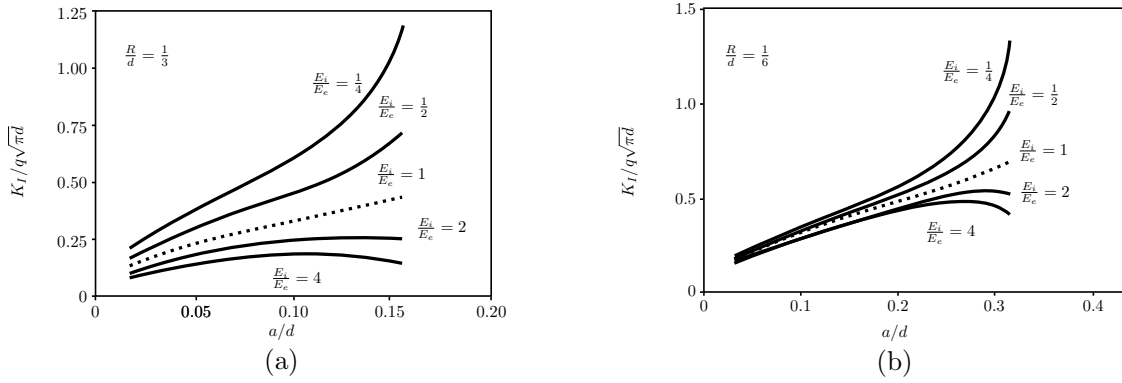 1.25
1.00
0.75
0.50
0.25
0
K_I/q√πd
R/d = 1/3
E_i/E_e = 1/4
E_i/E_e = 1/2
E_i/E_e = 1
E_i/E_e = 2
E_i/E_e = 4
0 0.05 0.10 0.15 0.20
a/d
(a)
1.5
1.0
0.5
0
K_I/q√πd
R/d = 1/6
E_i/E_e = 1/4
E_i/E_e = 1/2
E_i/E_e = 1
E_i/E_e = 2
E_i/E_e = 4
0 0.1 0.2 0.3 0.4
a/d
(b)